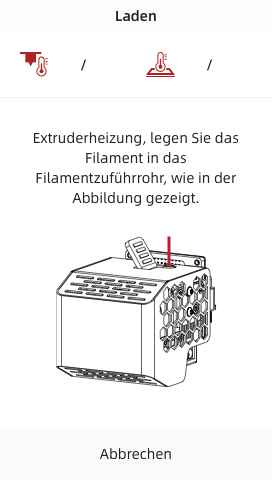 Laden
/ /
Extruderheizung, legen Sie das
Filament in das
Filamentzuführrohr, wie in der
Abbildung gezeigt.
Abbrechen